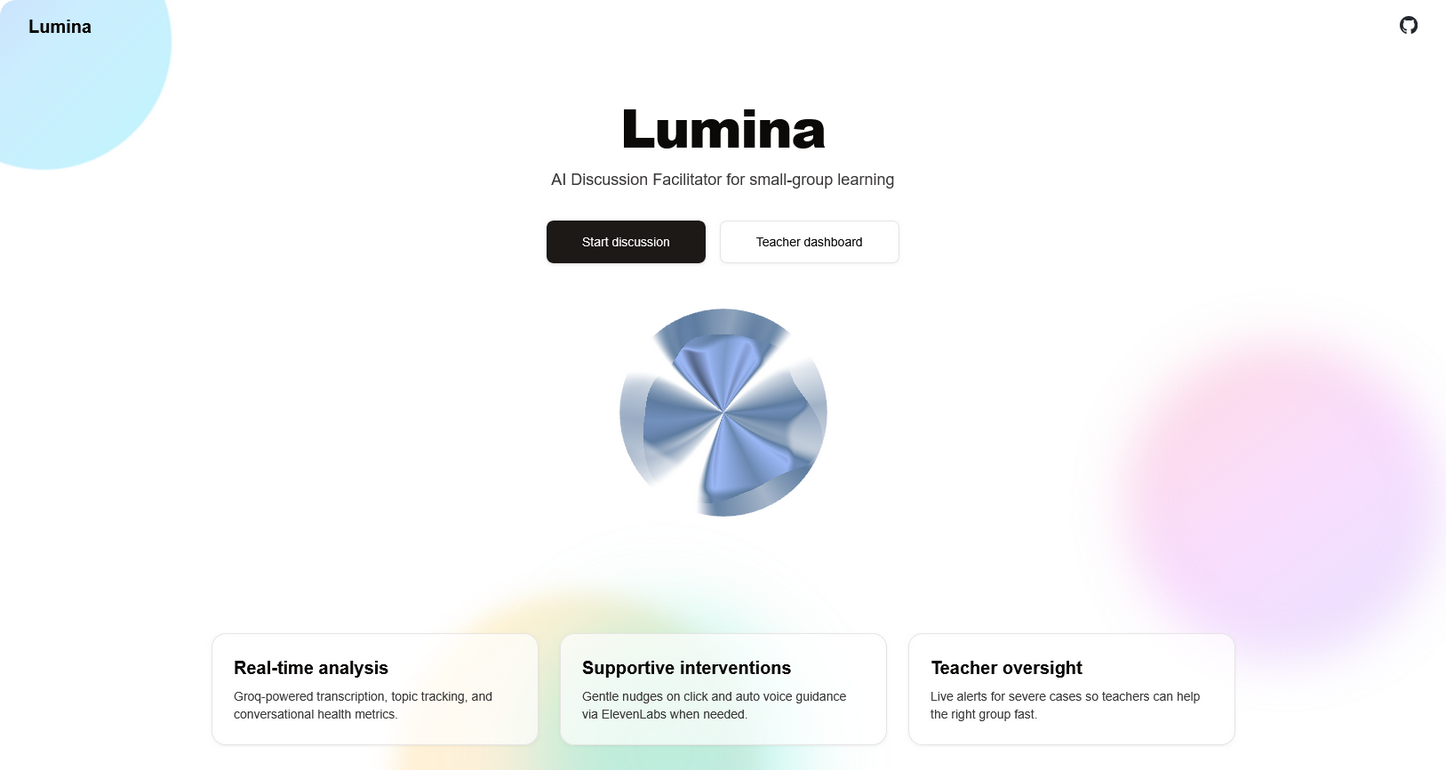 Lumina
Lumina
AI Discussion Facilitator for small-group learning
Start discussion
Teacher dashboard
Real-time analysis
Groq-powered transcription, topic tracking, and
conversational health metrics.
Supportive interventions
Gentle nudges on click and auto voice guidance
via ElevenLabs when needed.
Teacher oversight
Live alerts for severe cases so teachers can help
the right group fast.